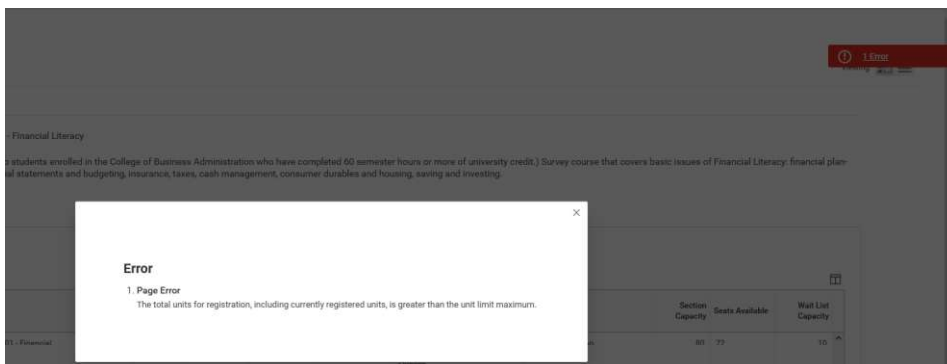 1 Error
- Financial Literacy
o students enrolled in the College of Business Administration who have completed 60 semester hours or more of university credit.) Survey course that covers basic issues of Financial Literacy: financial plan-
al statements and budgeting, insurance, taxes, cash management, consumer durables and housing, saving and investing.
Error
1. Page Error
The total units for registration, including currently registered units, is greater than the unit limit maximum.
Section Capacity
Seats Available
Wait List Capacity
01 - Financial
60
10